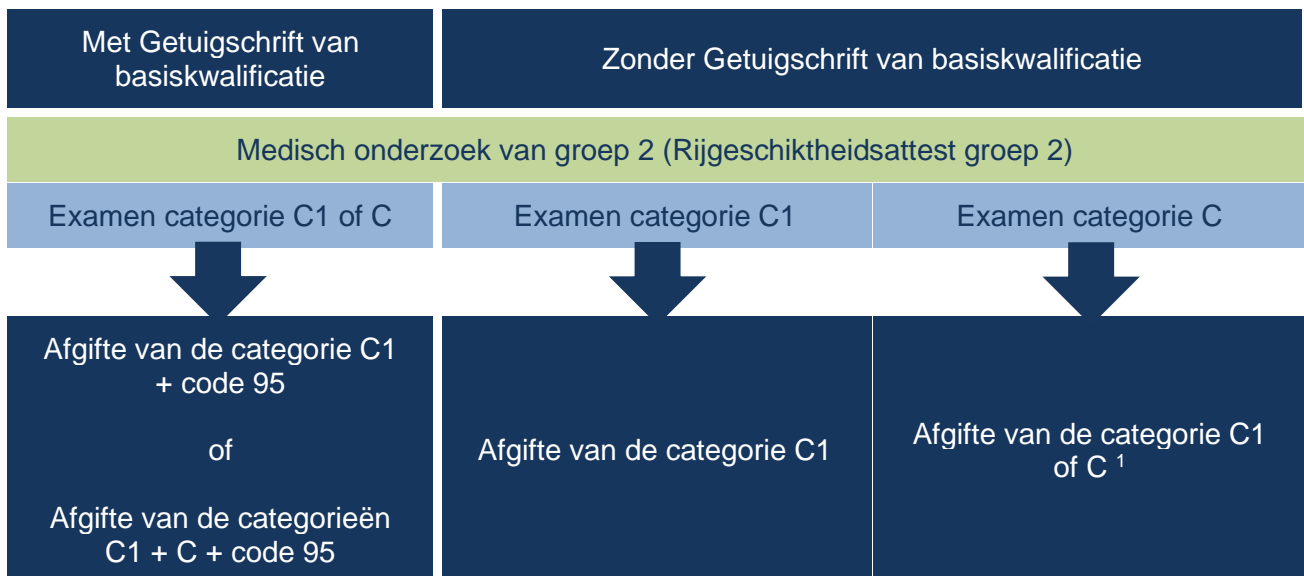 Met Getuigschrift van
basiskwalificatie
Zonder Getuigschrift van basiskwalificatie
Medisch onderzoek van groep 2 (Rijgeschiktheidsattest groep 2)
Examen categorie C1 of C
Examen categorie C1
Examen categorie C
Afgifte van de categorie C1
+ code 95
of
Afgifte van de categorieën
C1 + C + code 95
Afgifte van de categorie C1
Afgifte van de categorie C1
of C ¹